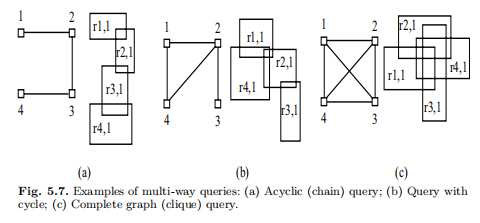 1 2
r1,1
r2,1
r3,1
4 3
r4,1
(a)
1 2
r1,1
r2,1
r4,1
r3,1
4 3
(b)
1 2
r2,1
r1,1
r4,1
r3,1
4 3
(c)
Fig. 5.7. Examples of multi-way queries: (a) Acyclic (chain) query; (b) Query with
cycle; (c) Complete graph (clique) query.